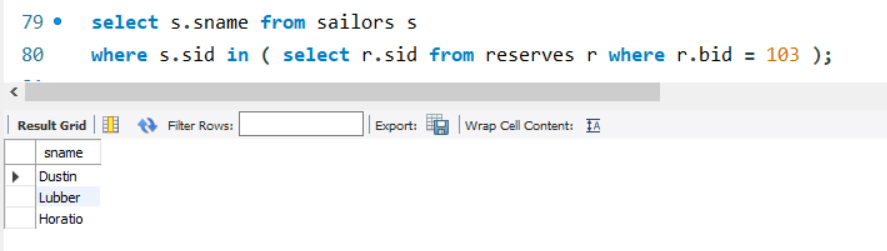 79 select s.sname from sailors s
80 where s.sid in ( select r.sid from reserves r where r.bid = 103 );
Result Grid Filter Rows: Export: Wrap Cell Content: IA
sname
Dustin
Lubber
Horatio